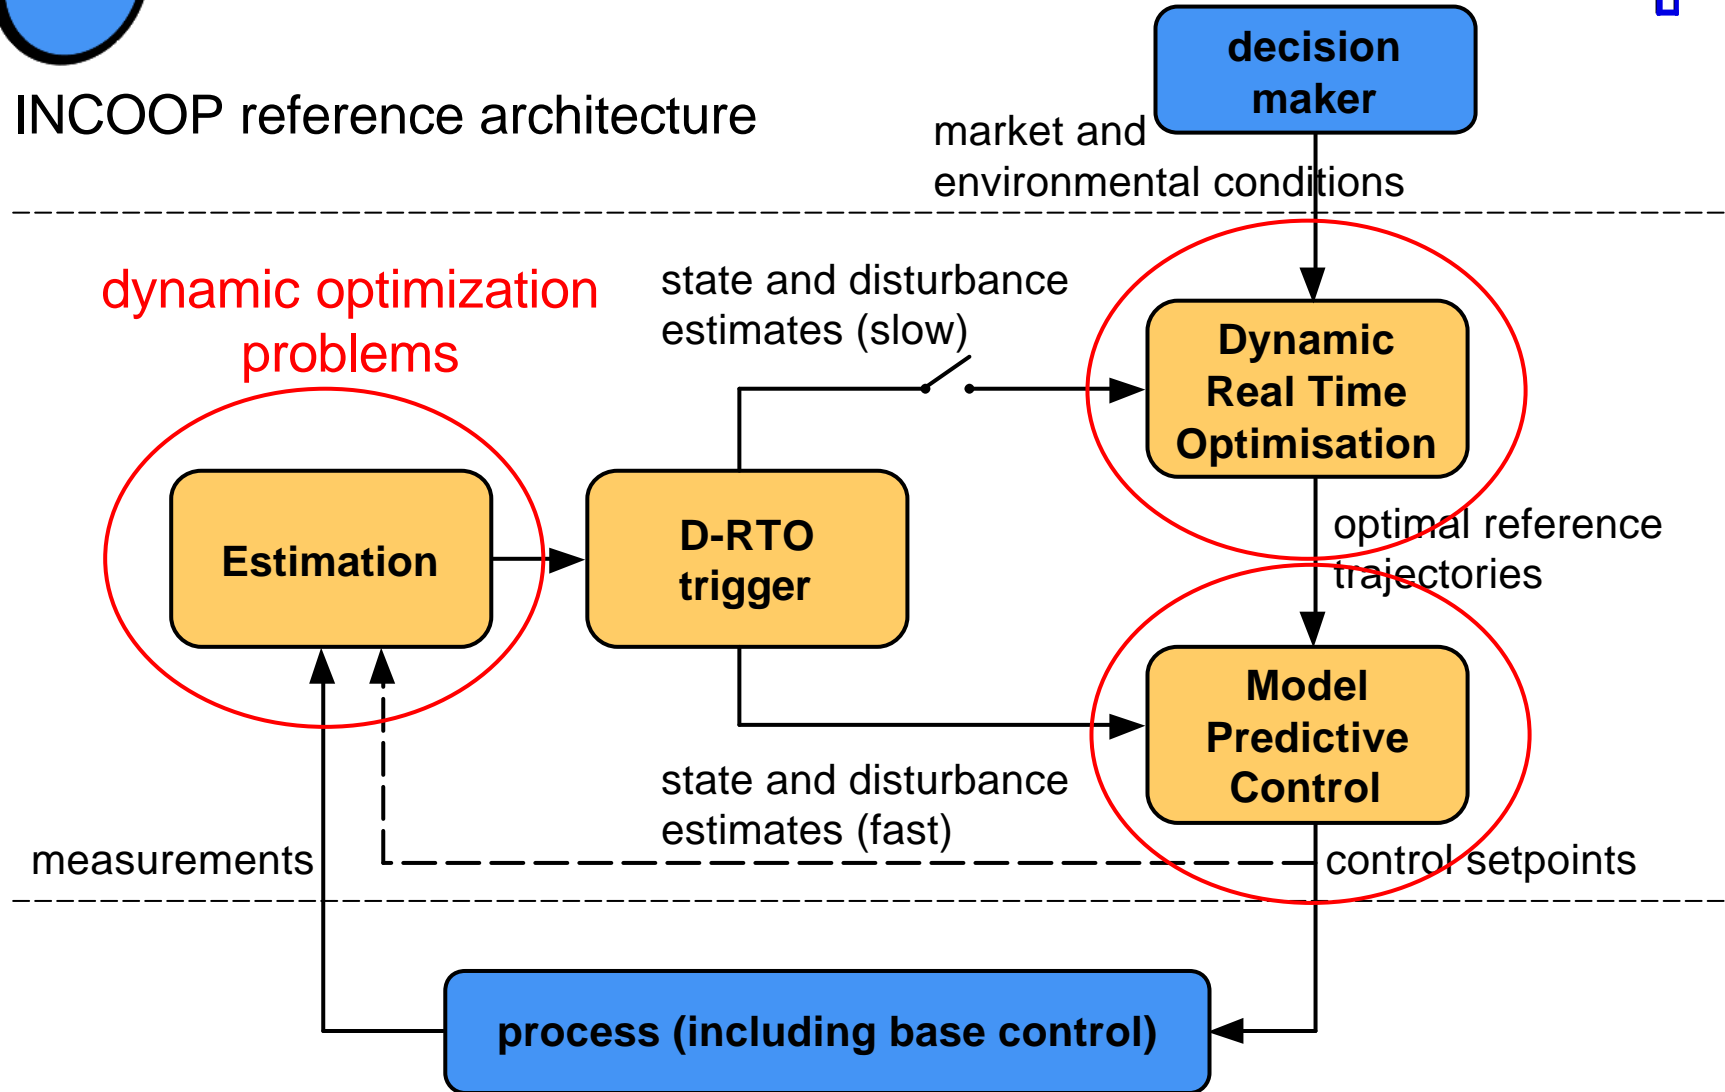 decision
maker
INCOOP reference architecture
market and
environmental conditions
dynamic optimization
problems
state and disturbance
estimates (slow)
Dynamic
Real Time
Optimisation
Estimation
D-RTO
trigger
optimal reference
trajectories
Model
Predictive
Control
state and disturbance
estimates (fast)
measurements
control setpoints
process (including base control)